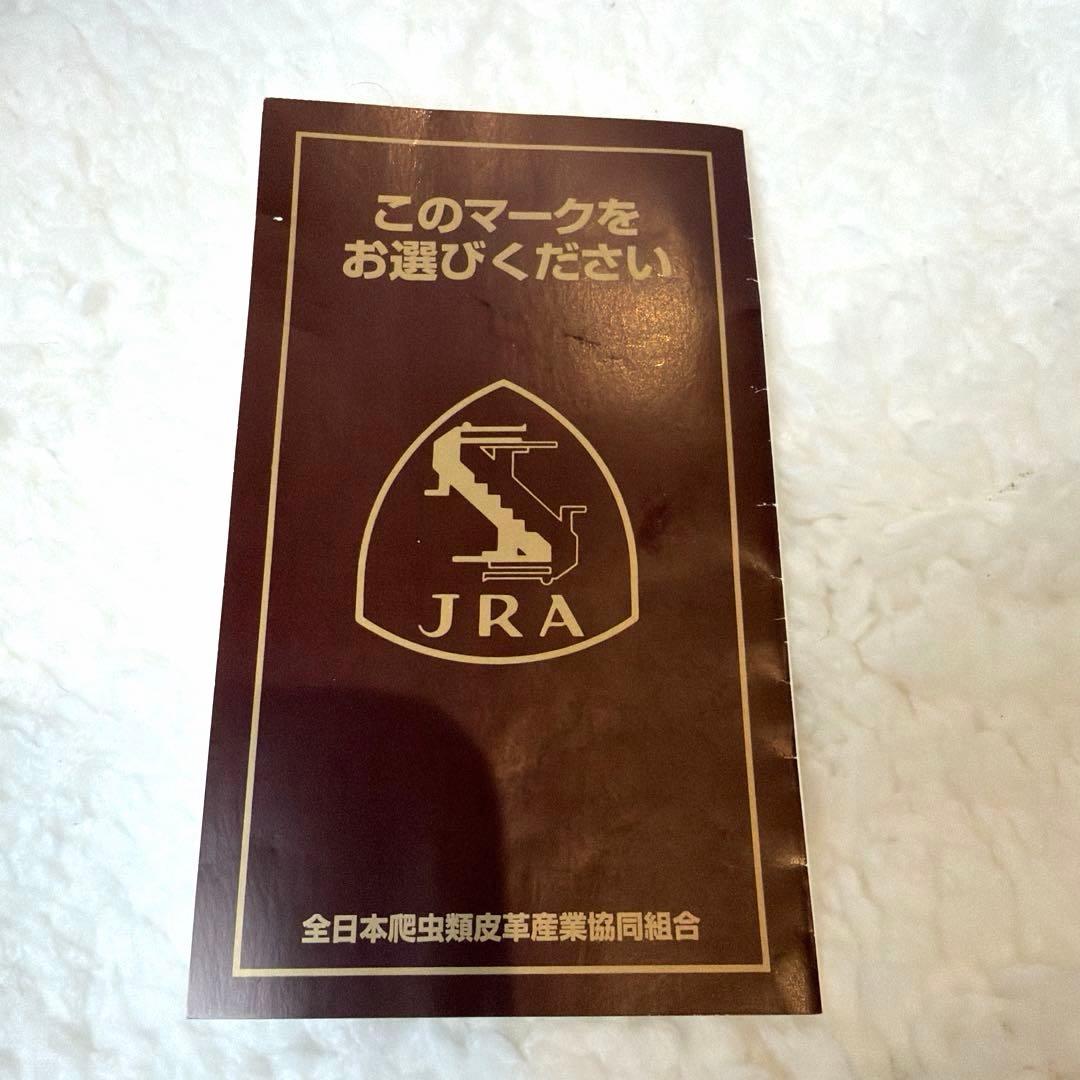 このマークを
お選びください
JRA
全日本爬虫類皮革産業協同組合